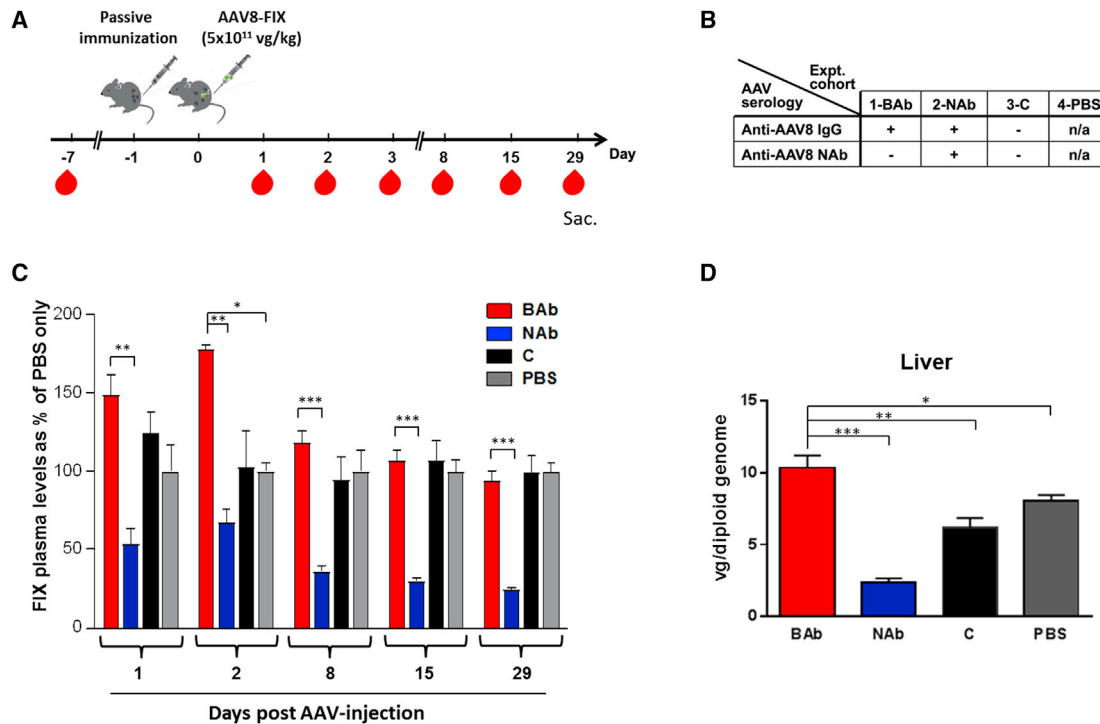 A
Passive
immunization
AAV8-FIX
(5x10¹¹ vg/kg)
-7 -1 0 1 2 3 8 15 29 Day
Sac.
B
Expt.
cohort
AAV
serology
1-BAb 2-NAb 3-C 4-PBS
Anti-AAV8 IgG + + - n/a
Anti-AAV8 NAb - + - n/a
C
FIX plasma levels as % of PBS only
200
150
100
50
0
** ** * *** *** ***
BAb
NAb
C
PBS
1 2 8 15 29
Days post AAV-injection
D
Liver
vg/diploid genome
15
10
5
0
*
**
***
BAb NAb C PBS